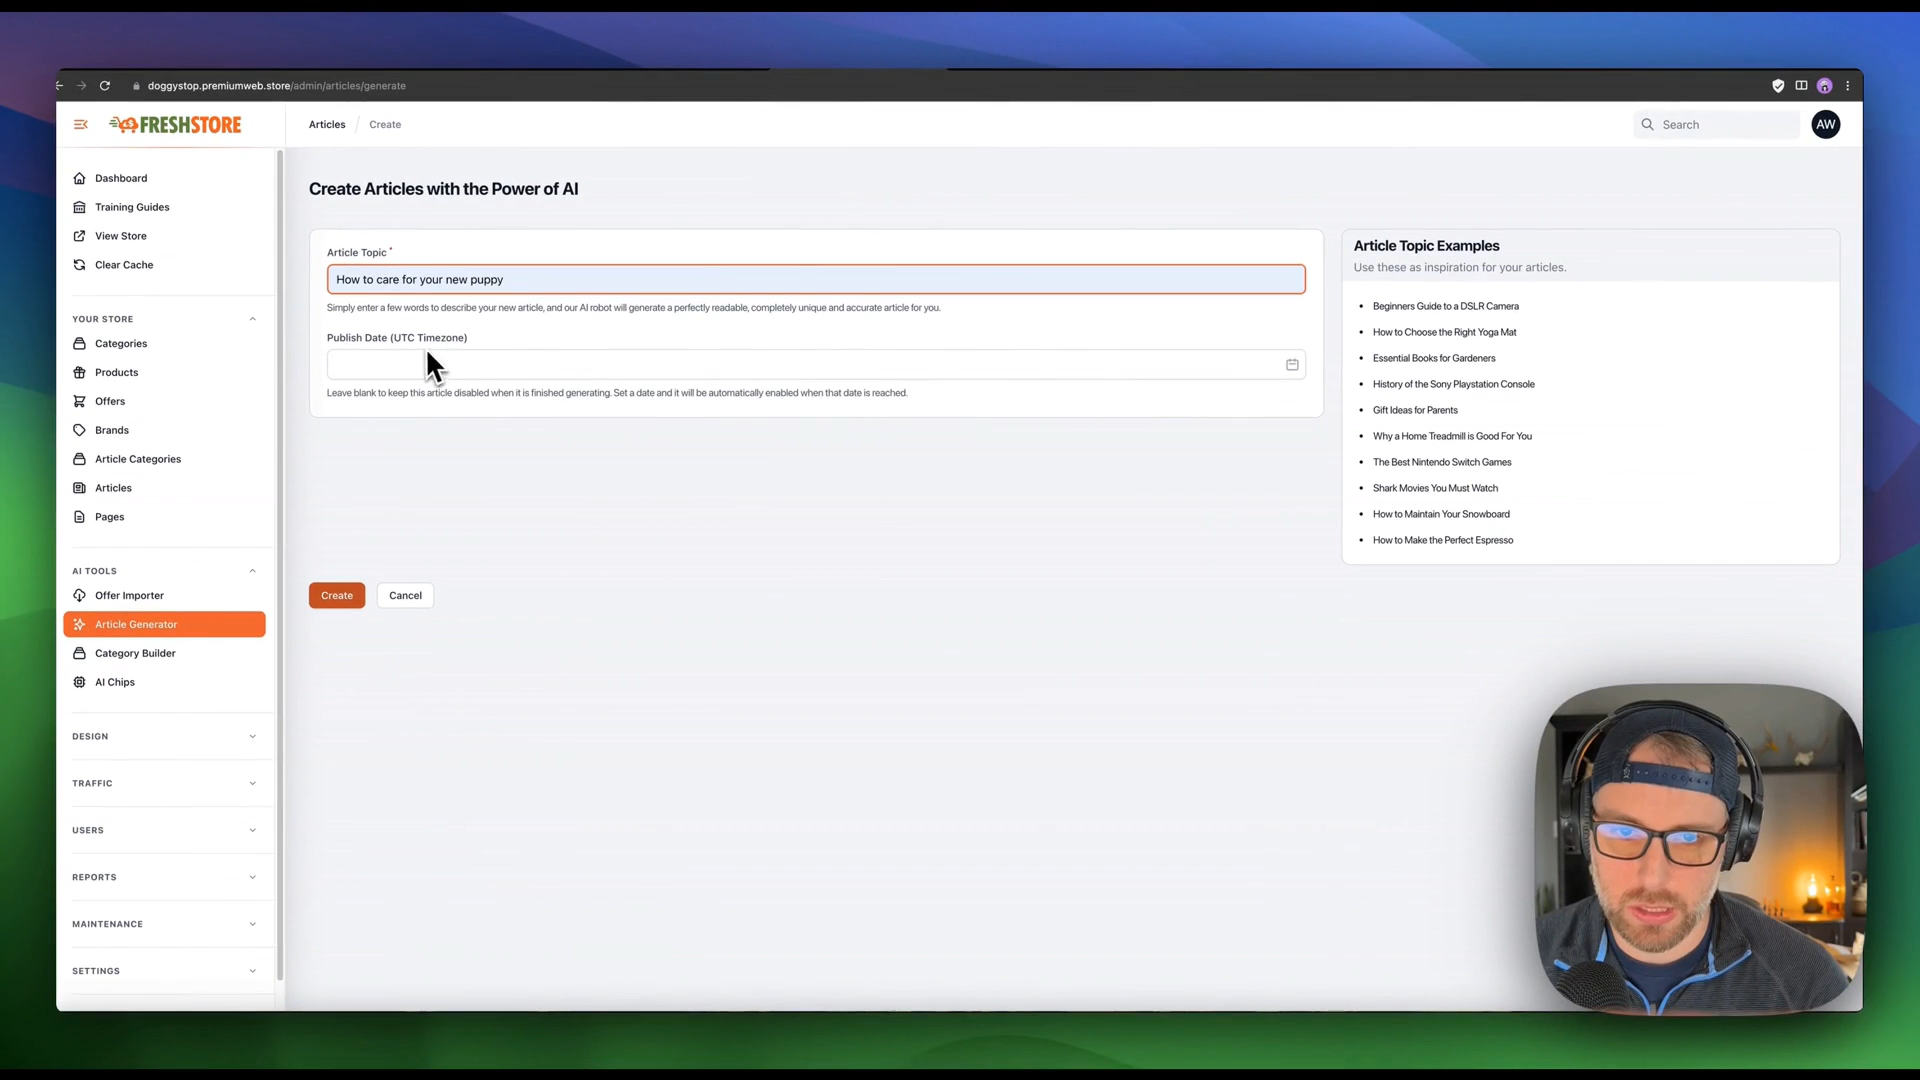 doggystop.premiumweb.store/admin/articles/generate
FRESHSTORE
Articles / Create
Search
AW
Dashboard
Training Guides
View Store
Clear Cache
YOUR STORE
Categories
Products
Offers
Brands
Article Categories
Articles
Pages
AI TOOLS
Offer Importer
Article Generator
Category Builder
AI Chips
DESIGN
TRAFFIC
USERS
REPORTS
MAINTENANCE
SETTINGS
Create Articles with the Power of AI
Article Topic *
How to care for your new puppy
Simply enter a few words to describe your new article, and our AI robot will generate a perfectly readable, completely unique and accurate article for you.
Publish Date (UTC Timezone)
Leave blank to keep this article disabled when it is finished generating. Set a date and it will be automatically enabled when that date is reached.
Create
Cancel
Article Topic Examples
Use these as inspiration for your articles.
• Beginners Guide to a DSLR Camera
• How to Choose the Right Yoga Mat
• Essential Books for Gardeners
• History of the Sony Playstation Console
• Gift Ideas for Parents
• Why a Home Treadmill is Good For You
• The Best Nintendo Switch Games
• Shark Movies You Must Watch
• How to Maintain Your Snowboard
• How to Make the Perfect Espresso